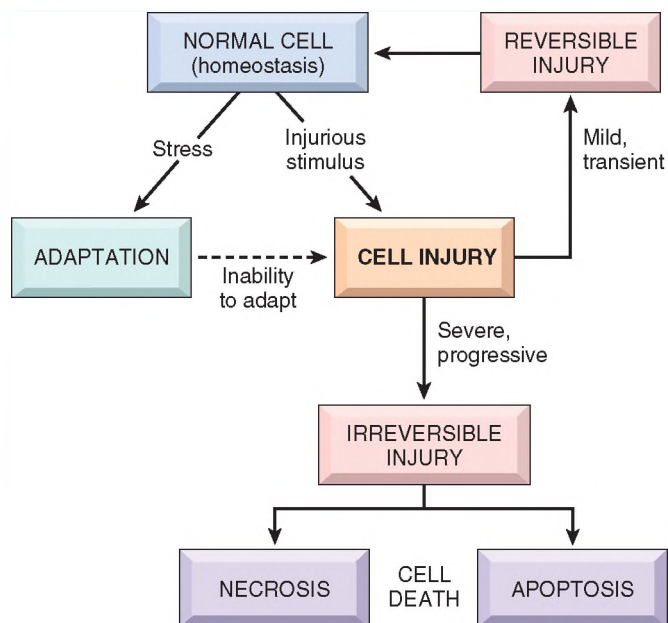 NORMAL CELL
(homeostasis)
REVERSIBLE
INJURY
Stress
Injurious
stimulus
Mild,
transient
ADAPTATION
Inability
to adapt
CELL INJURY
Severe,
progressive
IRREVERSIBLE
INJURY
NECROSIS
CELL
DEATH
APOPTOSIS